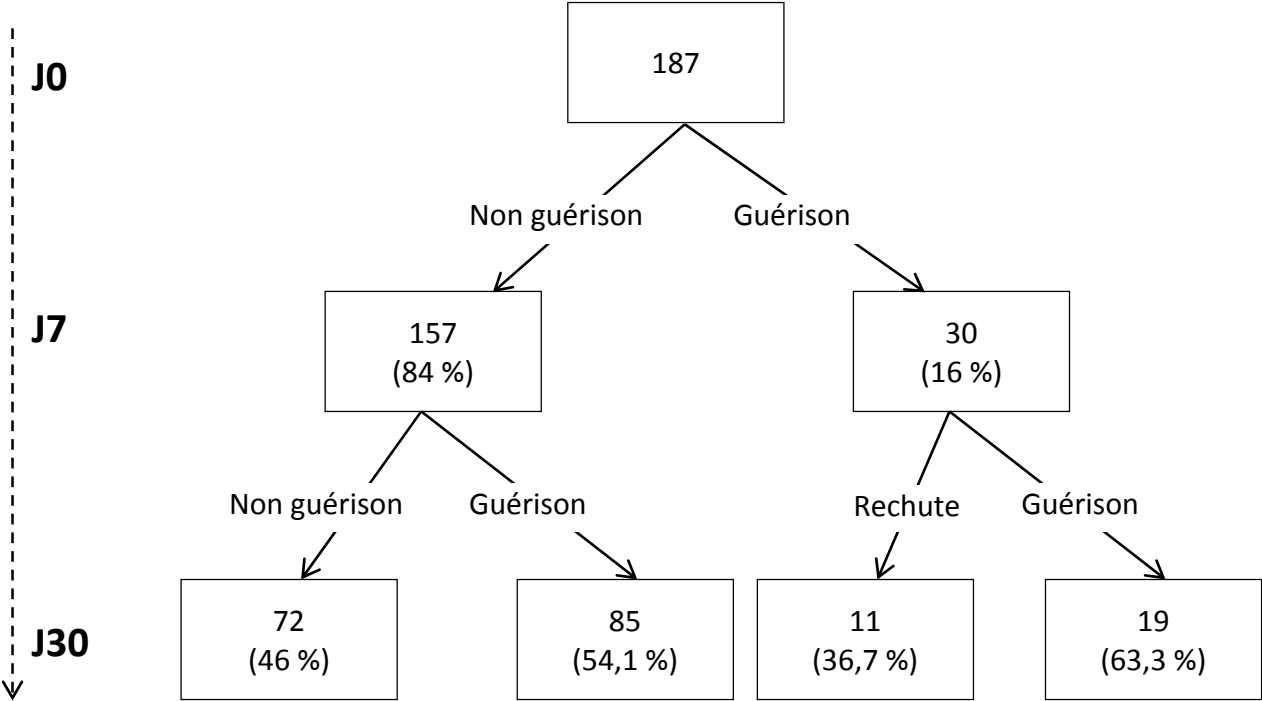 J0
187
Non guérison
Guérison
J7
157
(84 %)
30
(16 %)
Non guérison
Guérison
Rechute
Guérison
J30
72
(46 %)
85
(54,1 %)
11
(36,7 %)
19
(63,3 %)